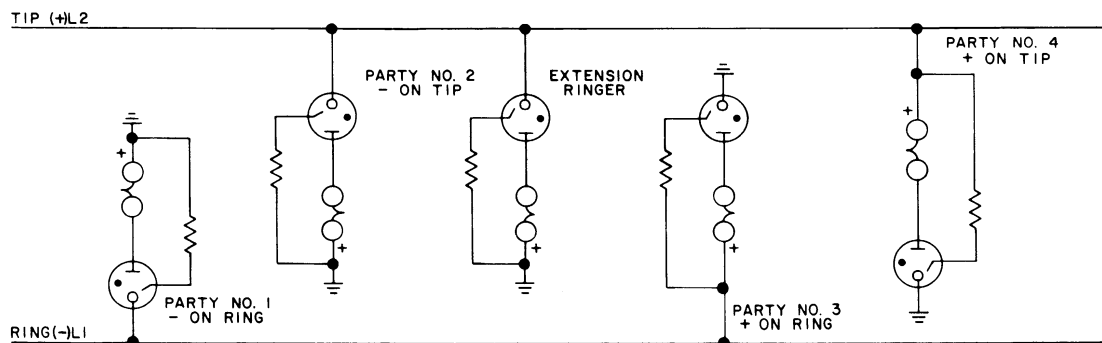 TIP (+)L2
PARTY NO. 2
– ON TIP
EXTENSION
RINGER
PARTY NO. 4
+ ON TIP
+
+
+
+
+
PARTY NO. 1
– ON RING
PARTY NO. 3
+ ON RING
RING(–)L1